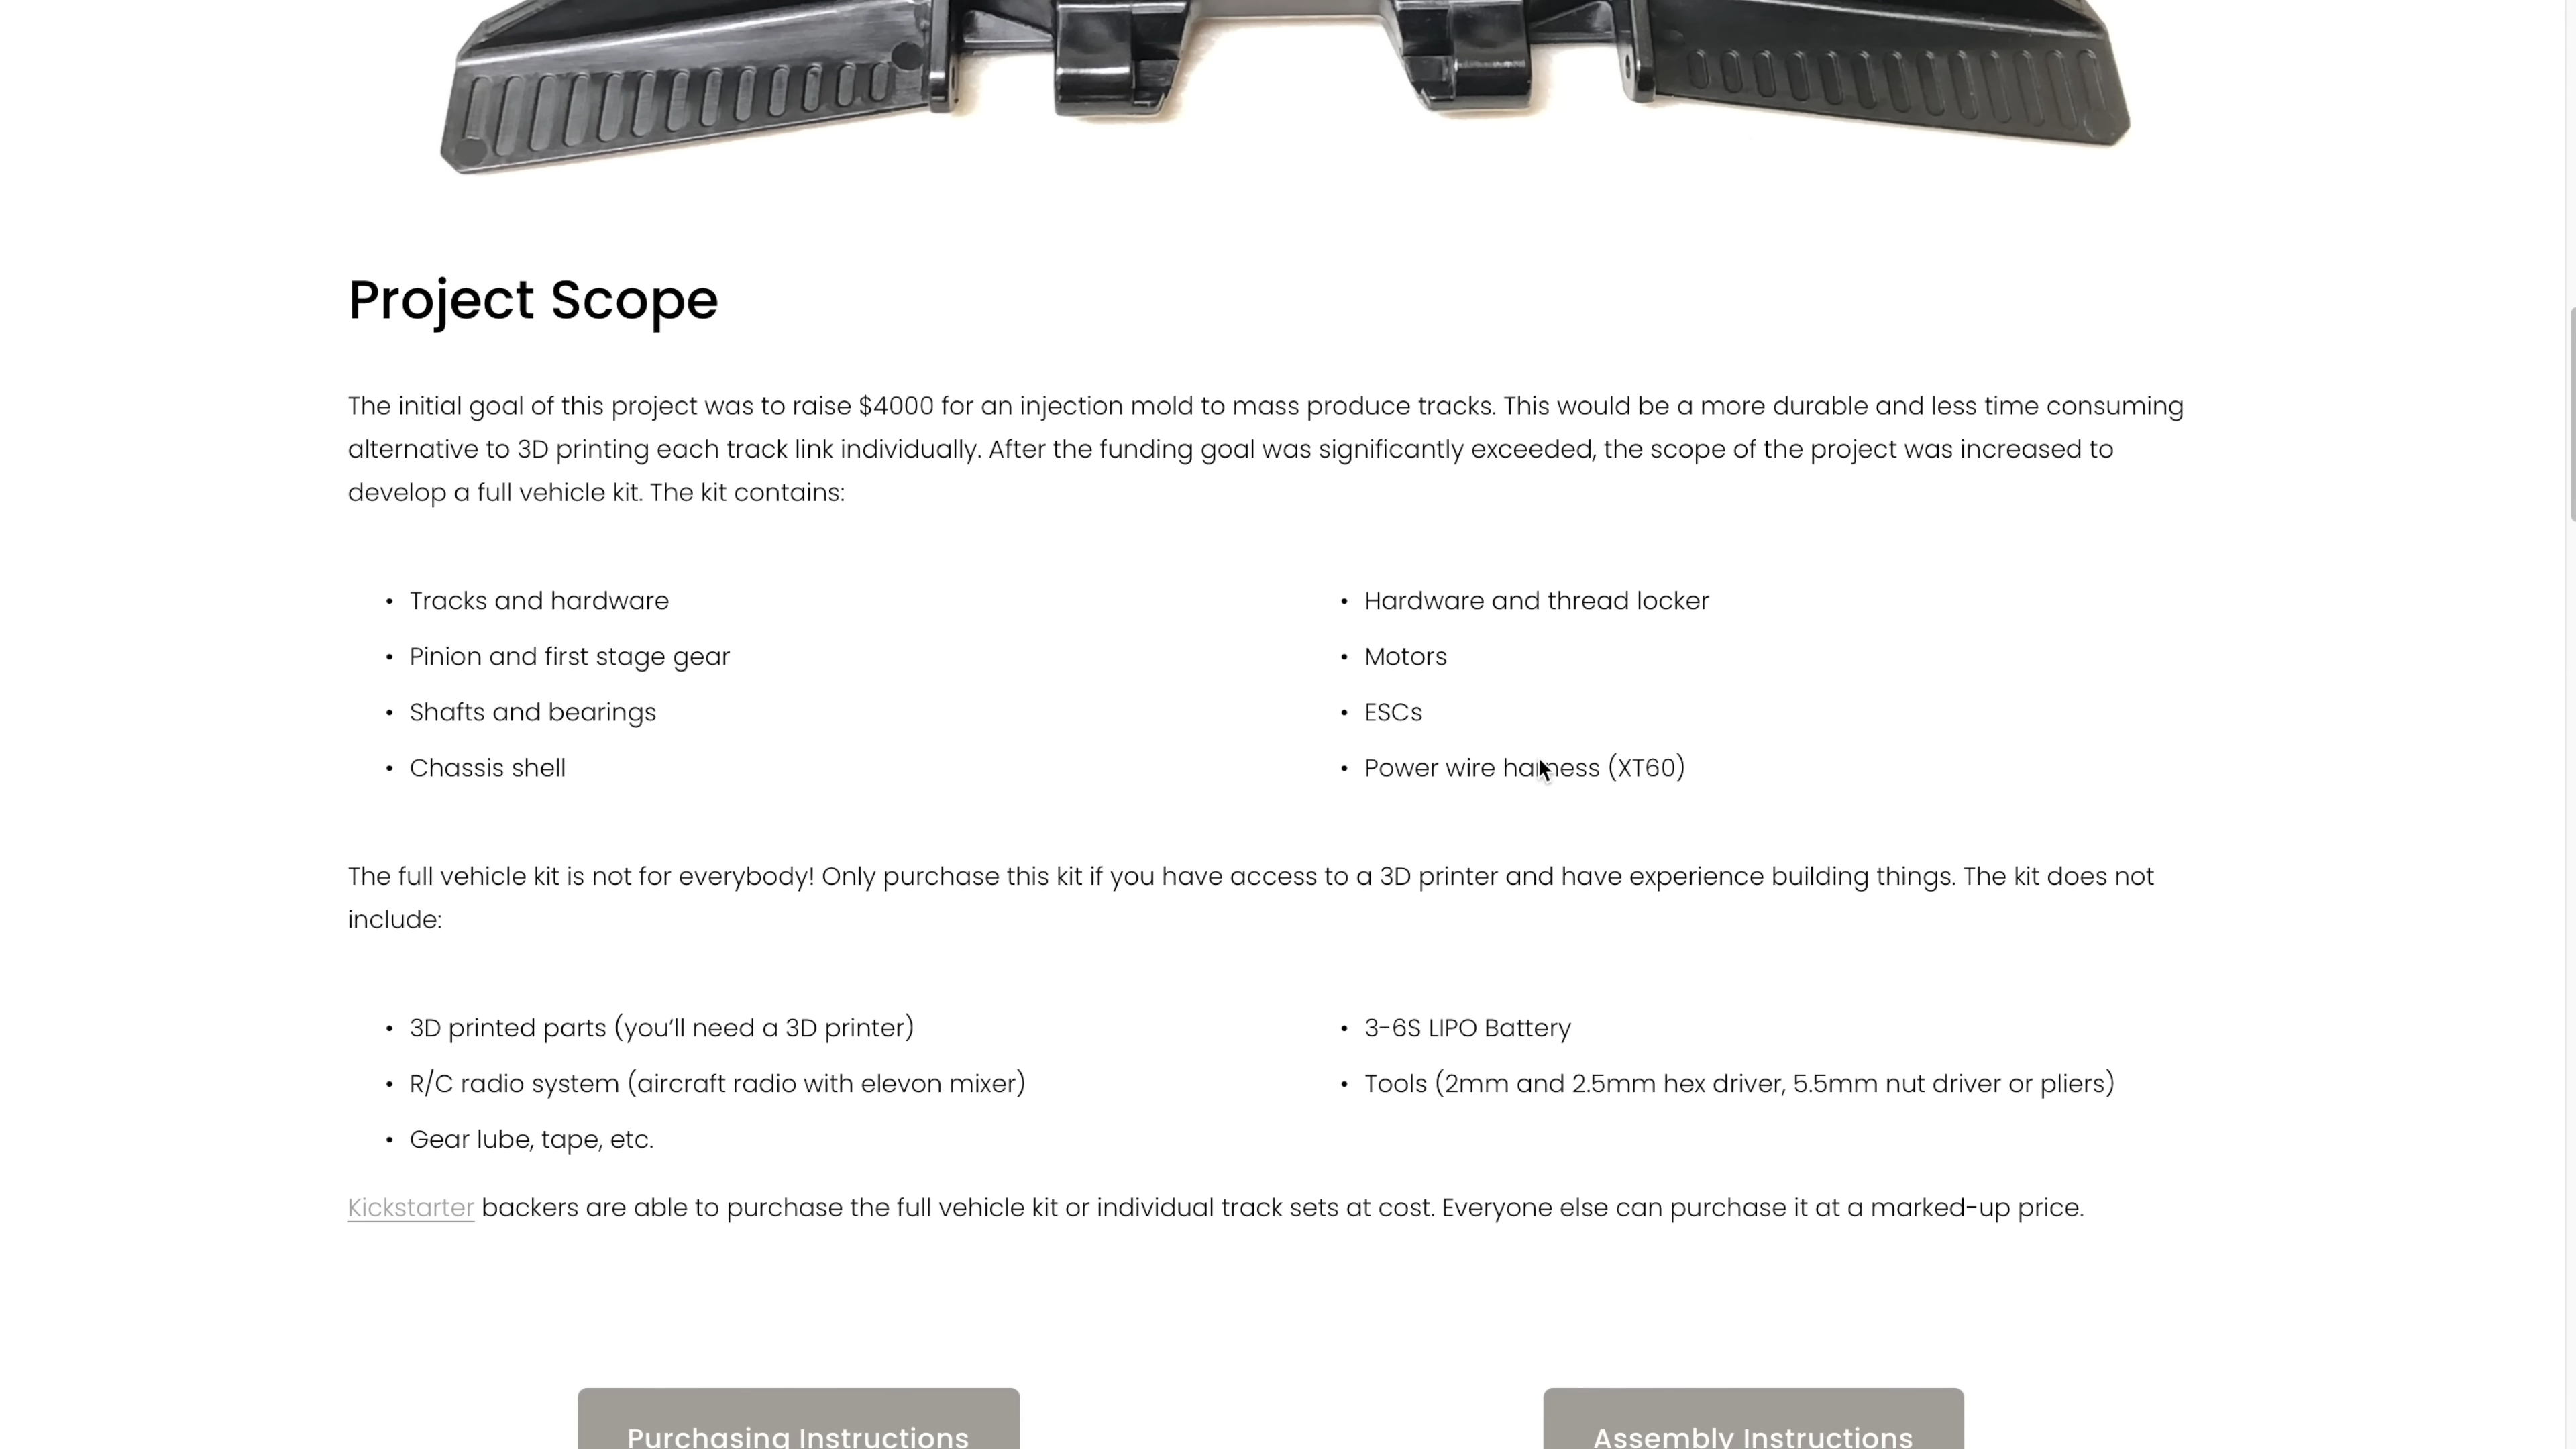 Project Scope
The initial goal of this project was to raise $4000 for an injection mold to mass produce tracks. This would be a more durable and less time consuming
alternative to 3D printing each track link individually. After the funding goal was significantly exceeded, the scope of the project was increased to
develop a full vehicle kit. The kit contains:
• Tracks and hardware
• Pinion and first stage gear
• Shafts and bearings
• Chassis shell
• Hardware and thread locker
• Motors
• ESCs
• Power wire harness (XT60)
The full vehicle kit is not for everybody! Only purchase this kit if you have access to a 3D printer and have experience building things. The kit does not
include:
• 3D printed parts (you’ll need a 3D printer)
• R/C radio system (aircraft radio with elevon mixer)
• Gear lube, tape, etc.
• 3-6S LIPO Battery
• Tools (2mm and 2.5mm hex driver, 5.5mm nut driver or pliers)
Kickstarter backers are able to purchase the full vehicle kit or individual track sets at cost. Everyone else can purchase it at a marked-up price.
Purchasing Instructions
Assembly Instructions